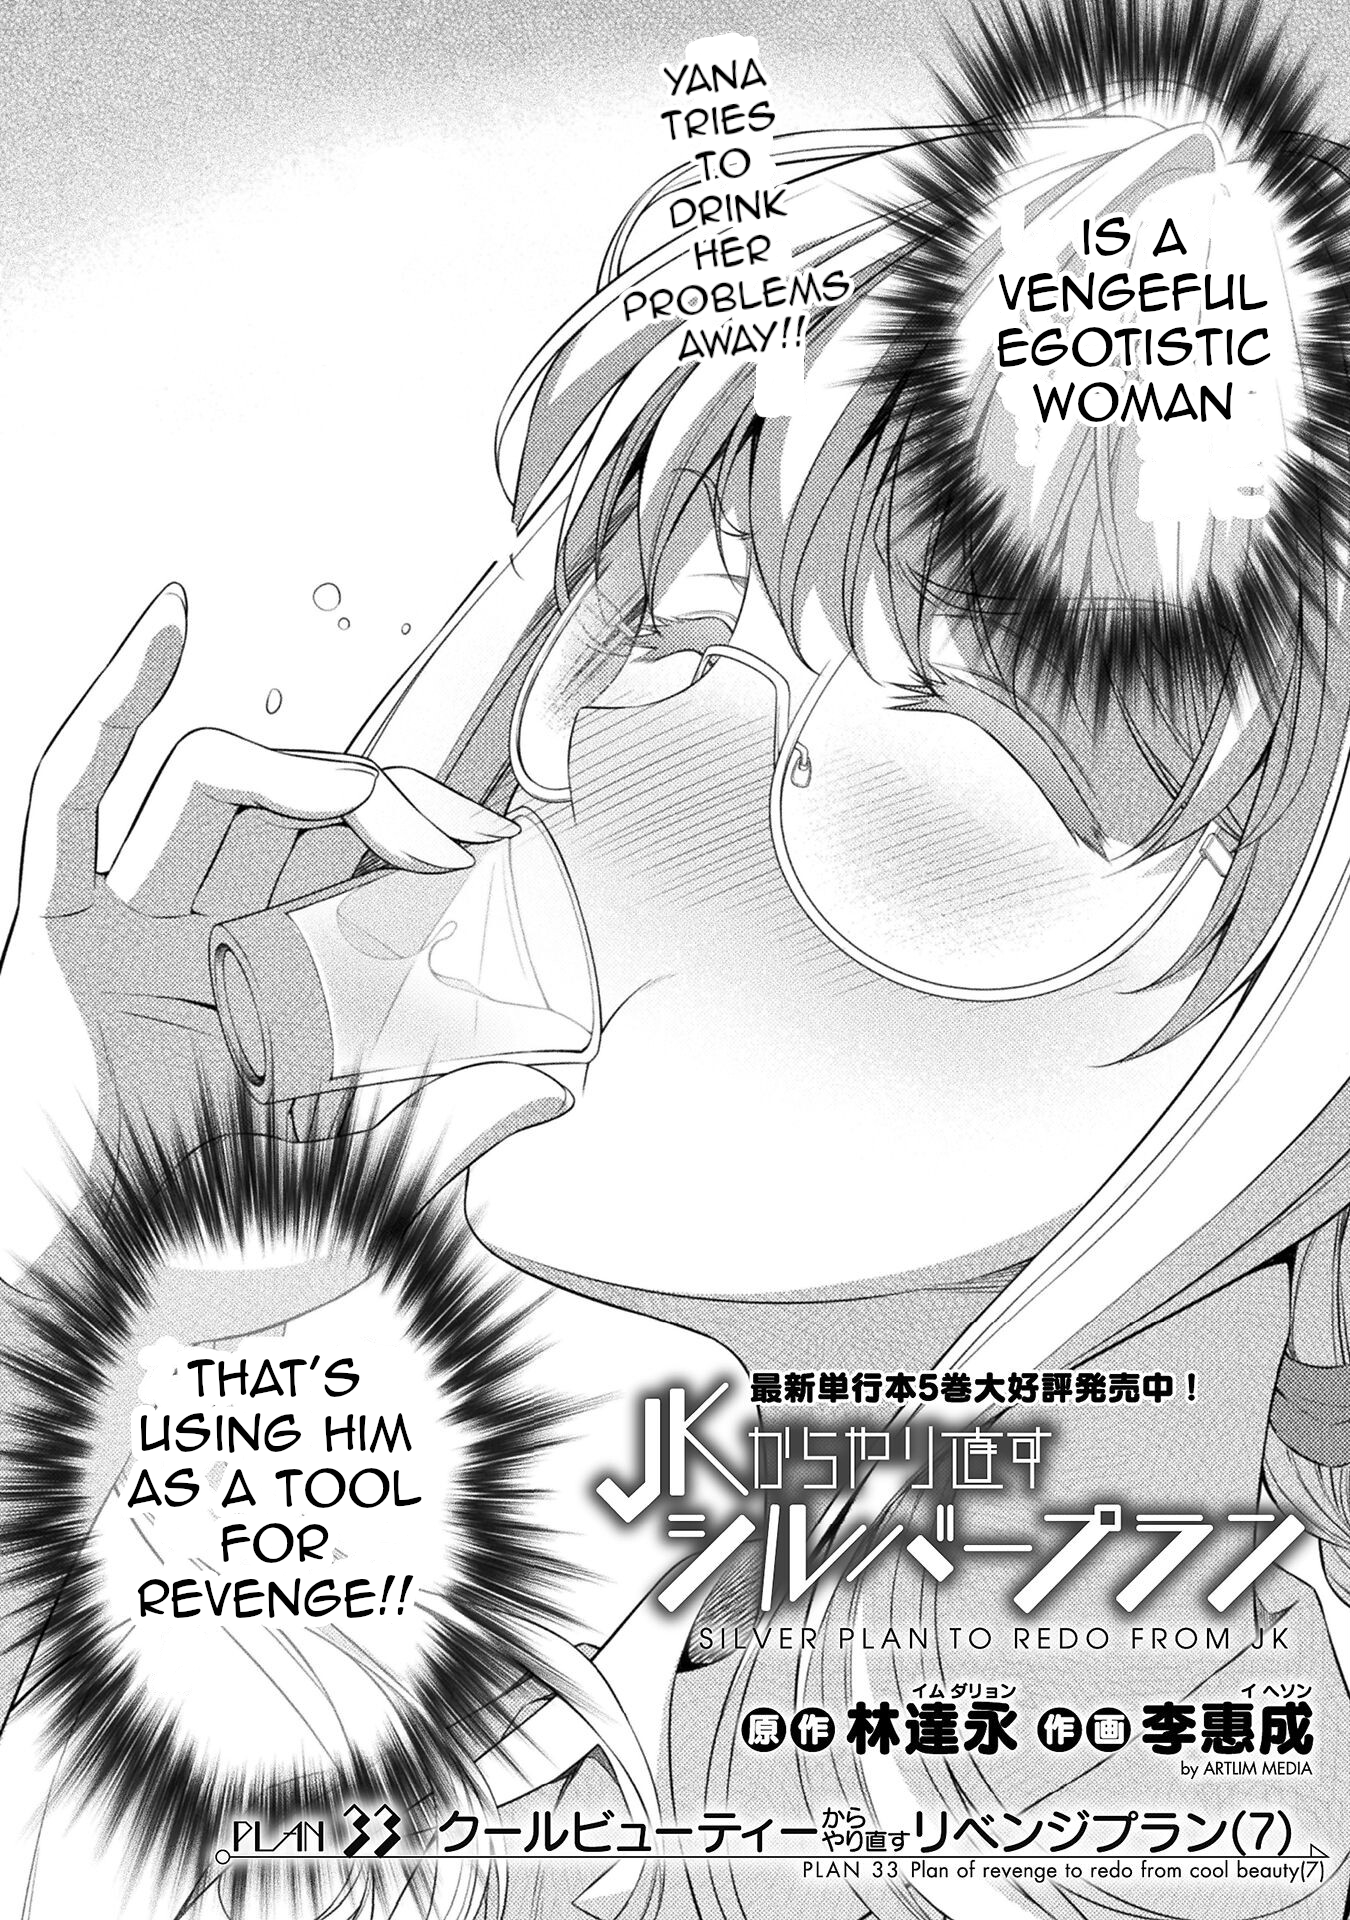 IS A
VENGEFUL
EGOTISTIC
WOMAN
YANA
TRIES
TO
DRINK
HER
PROBLEMS
AWAY!!
THAT'S
USING HIM
AS A TOOL
FOR
REVENGE!!
最新単行本5巻大好評発売中！
JKからやり直す
シルバープラン
SILVER PLAN TO REDO FROM JK
イム ダリョン イ ヘソン
原作 林達永 作画 李惠成
by ARTLIM MEDIA
PLAN 33 クールビューティーからやり直すリベンジプラン(7)
PLAN 33 Plan of revenge to redo from cool beauty(7)